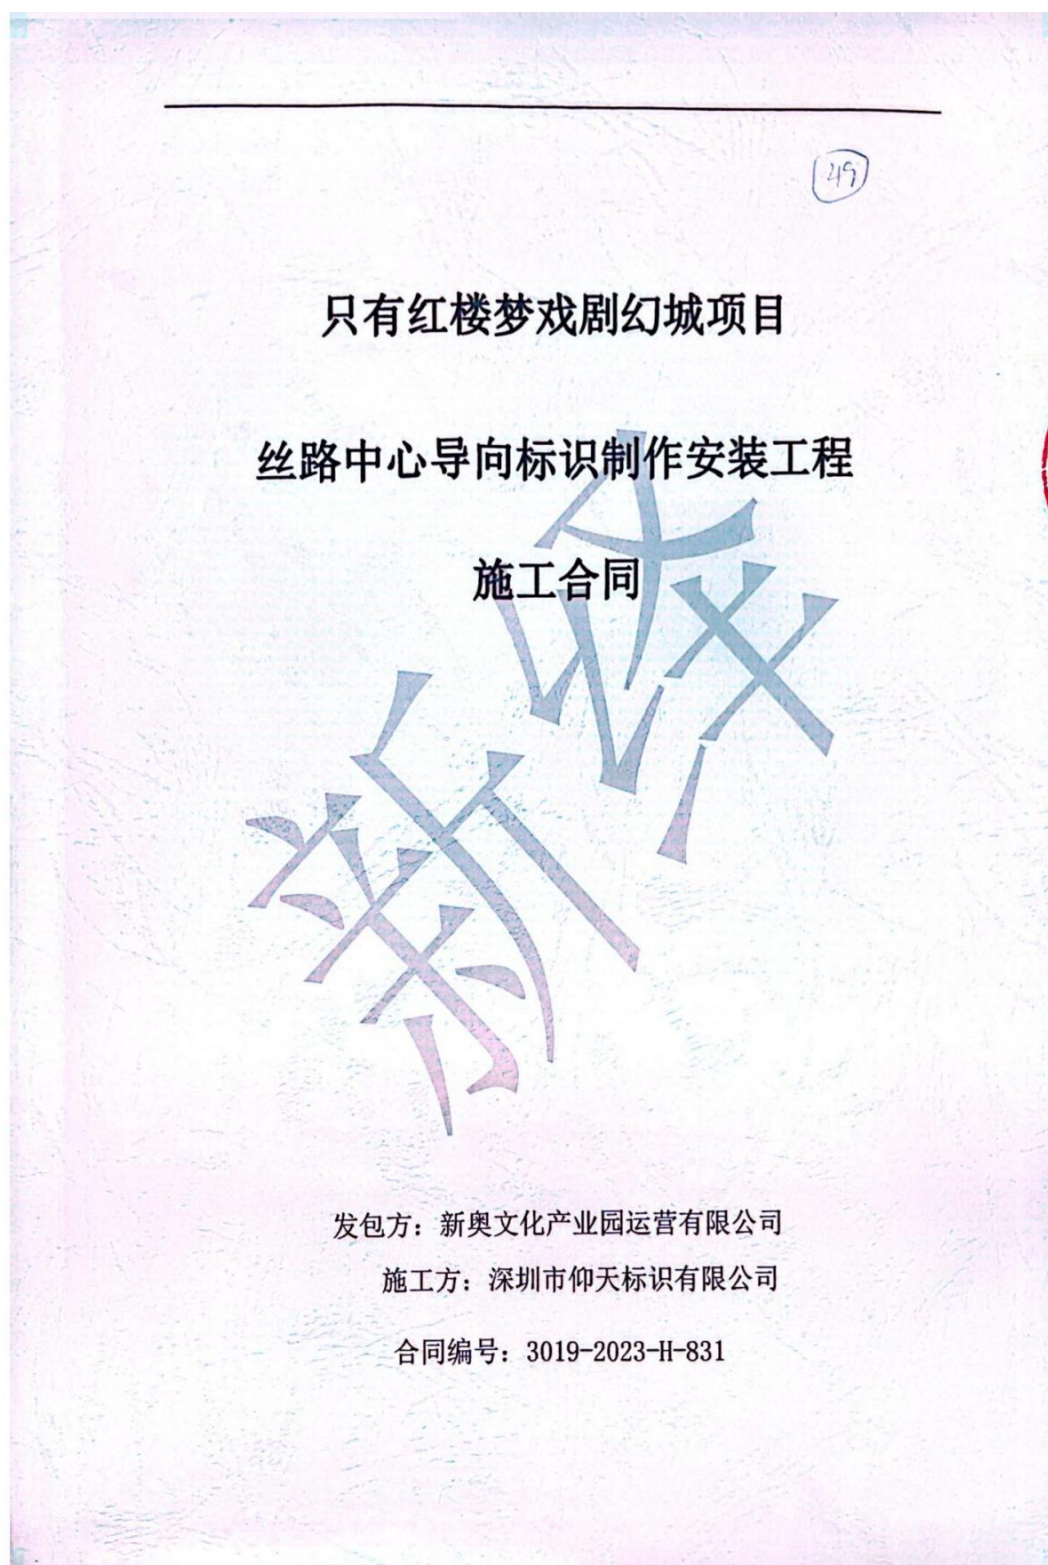 49
只有红楼梦戏剧幻城项目
丝路中心导向标识制作安装工程
施工合同
新绎
发包方：新奥文化产业园运营有限公司
施工方：深圳市仰天标识有限公司
合同编号：3019-2023-H-831